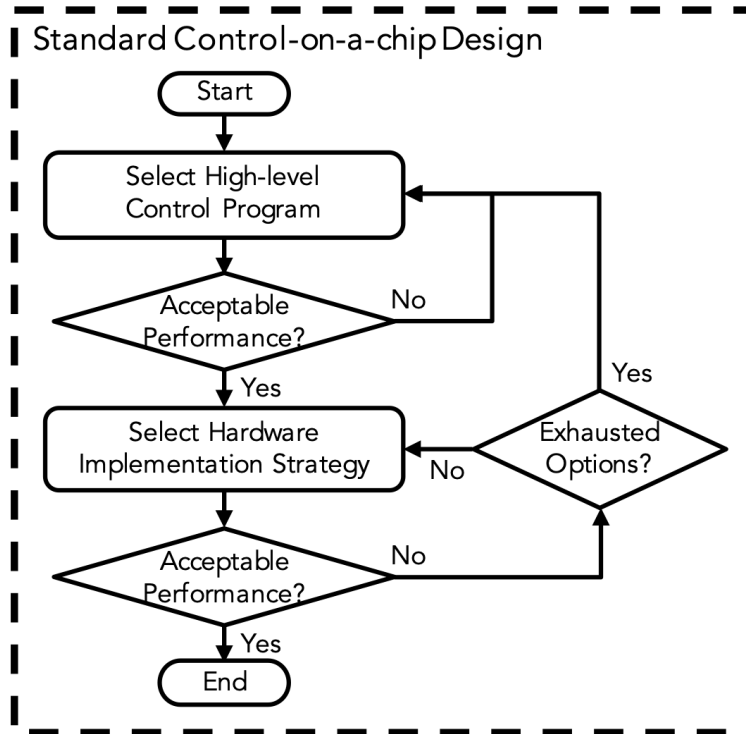 Standard Control-on-a-chip Design
Start
Select High-level
Control Program
Acceptable
Performance?
No
Yes
Select Hardware
Implementation Strategy
Exhausted
Options?
Yes
No
Acceptable
Performance?
No
Yes
End